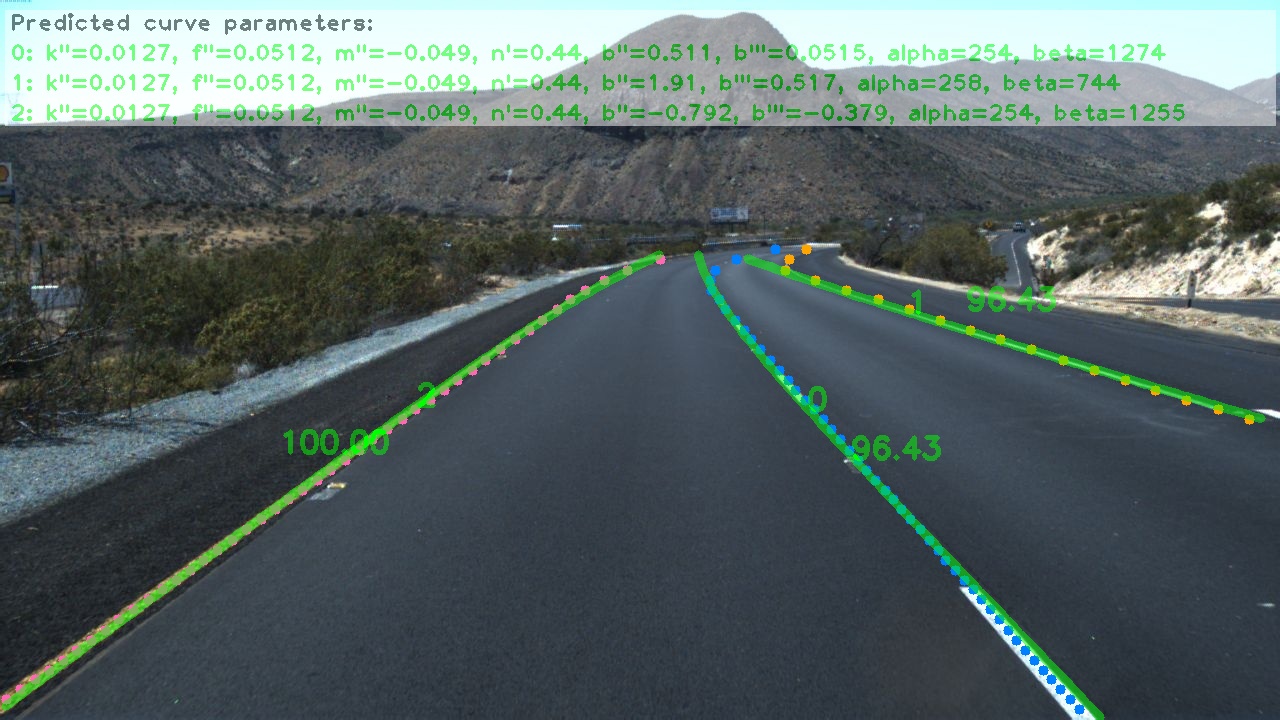 Predicted curve parameters:
0: k''=0.0127, f''=0.0512, m''=-0.049, n'=0.44, b''=0.511, b'''=0.0515, alpha=254, beta=1274
1: k''=0.0127, f''=0.0512, m''=-0.049, n'=0.44, b''=1.91, b'''=0.517, alpha=258, beta=744
2: k''=0.0127, f''=0.0512, m''=-0.049, n'=0.44, b''=-0.792, b'''=-0.379, alpha=254, beta=1255
1 96.43
2 0
100.00 96.43